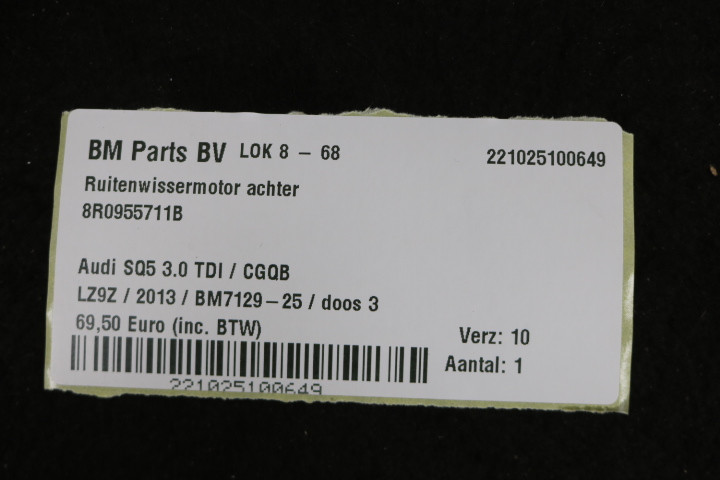 BM Parts BV LOK 8 - 68 221025100649
Ruitenwissermotor achter
8R0955711B
Audi SQ5 3.0 TDI / CGQB
LZ9Z / 2013 / BM7129-25 / doos 3
69,50 Euro (inc. BTW)
Verz: 10
Aantal: 1
221025100649